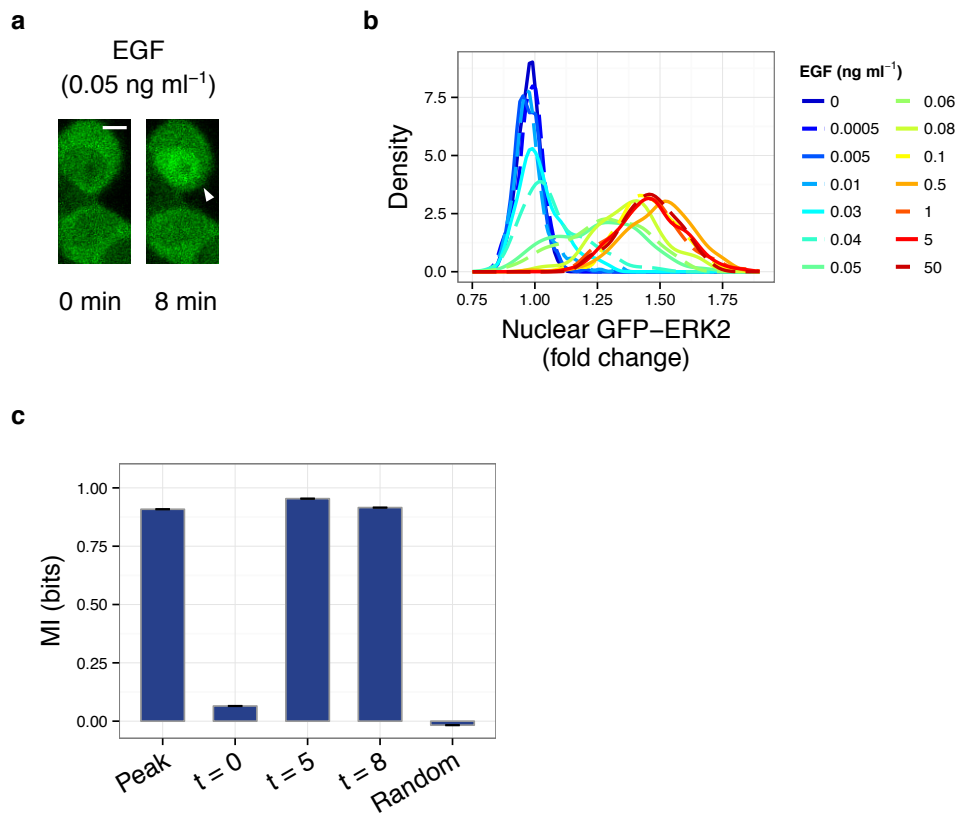 a
EGF
(0.05 ng ml⁻¹)
0 min
8 min
b
Density
7.5
5.0
2.5
0.0
0.75
1.00
1.25
1.50
1.75
Nuclear GFP−ERK2
(fold change)
EGF (ng ml⁻¹)
0
0.0005
0.005
0.01
0.03
0.04
0.05
0.06
0.08
0.1
0.5
1
5
50
c
MI (bits)
1.00
0.75
0.50
0.25
0.00
Peak
t = 0
t = 5
t = 8
Random